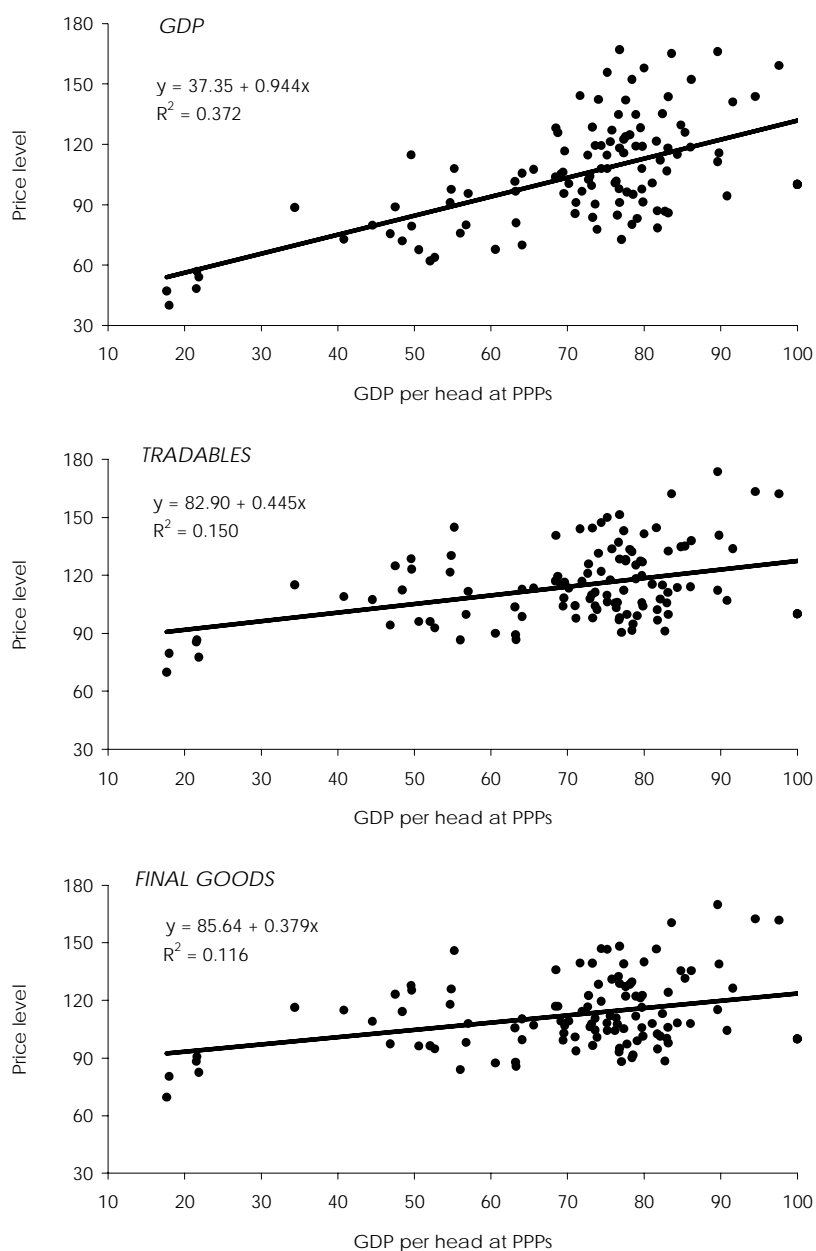 GDP
y = 37.35 + 0.944x
R² = 0.372
Price level
180
150
120
90
60
30
10 20 30 40 50 60 70 80 90 100
GDP per head at PPPs
TRADABLES
y = 82.90 + 0.445x
R² = 0.150
Price level
180
150
120
90
60
30
10 20 30 40 50 60 70 80 90 100
GDP per head at PPPs
FINAL GOODS
y = 85.64 + 0.379x
R² = 0.116
Price level
180
150
120
90
60
30
10 20 30 40 50 60 70 80 90 100
GDP per head at PPPs